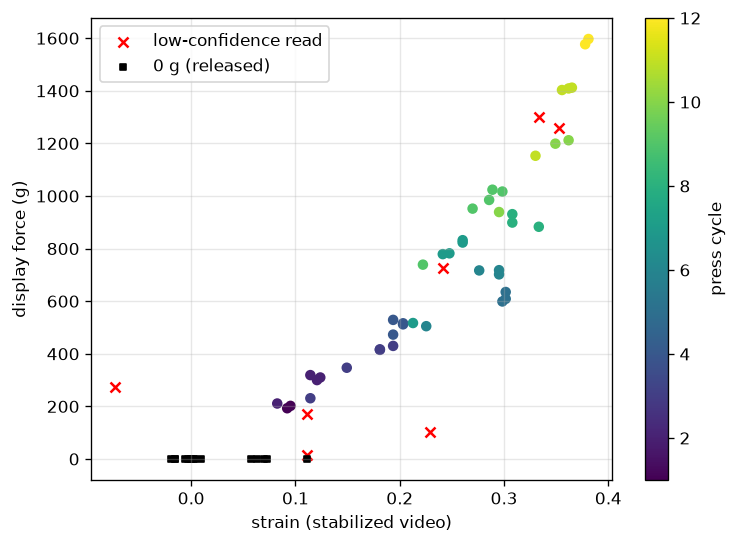 low-confidence read
0 g (released)
1600
1400
1200
1000
800
600
400
200
0
display force (g)
0.0 0.1 0.2 0.3 0.4
strain (stabilized video)
12
10
8
6
4
2
press cycle